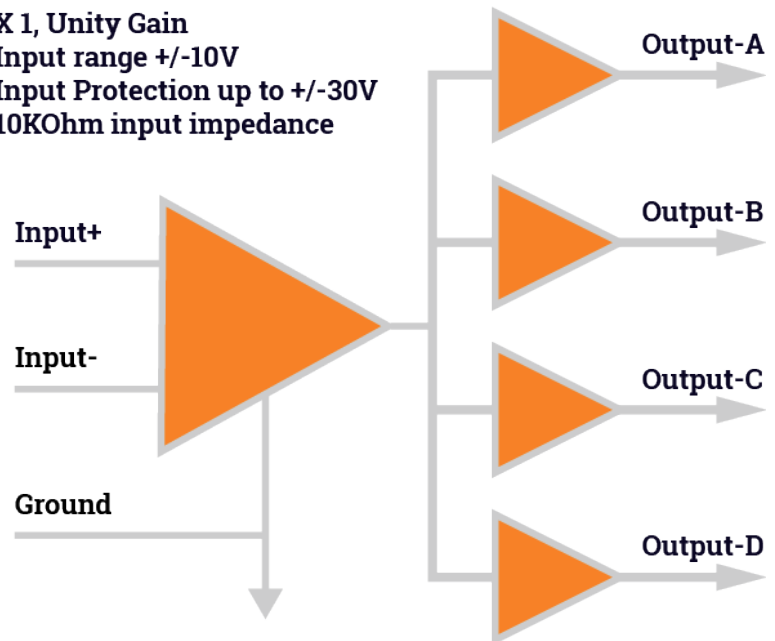 X 1, Unity Gain
Input range +/-10V
Input Protection up to +/-30V
10KOhm input impedance
Output-A
Input+
Output-B
Input-
Output-C
Ground
Output-D